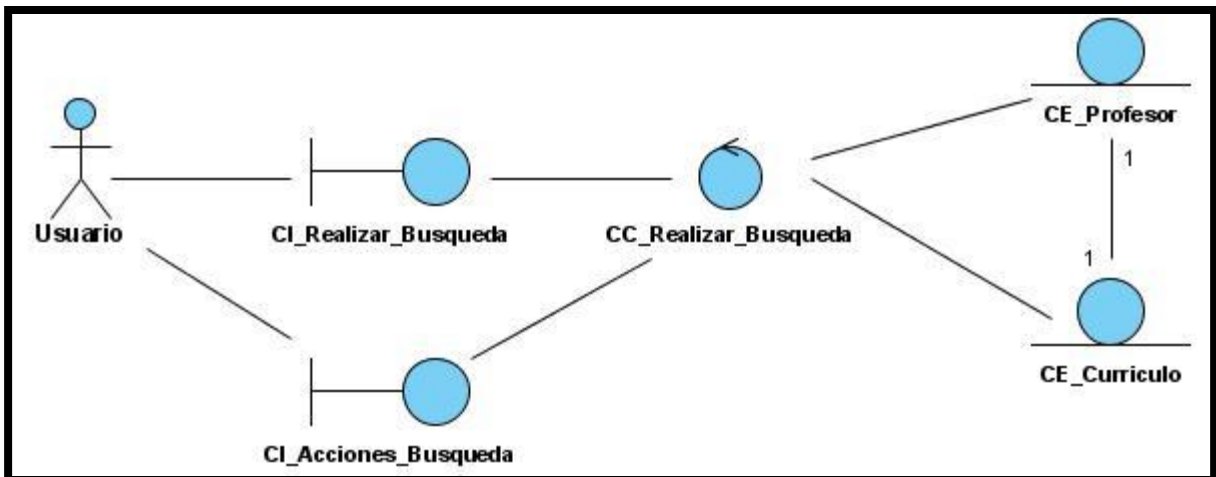 CE_Profesor
1
Usuario
CI_Realizar_Busqueda
CC_Realizar_Busqueda
1
CE_Curriculo
CI_Acciones_Busqueda